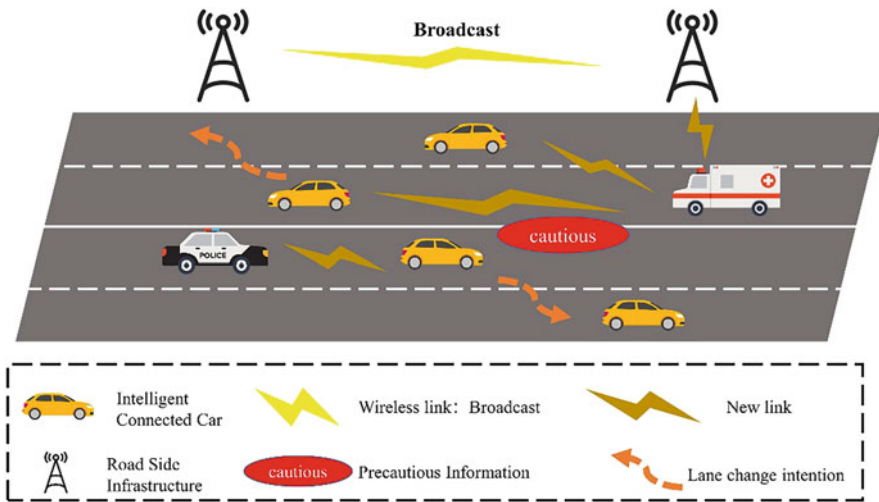 Broadcast
cautious
POLICE
Intelligent
Connected Car
Wireless link: Broadcast
New link
Road Side
Infrastructure
cautious
Precautious Information
Lane change intention